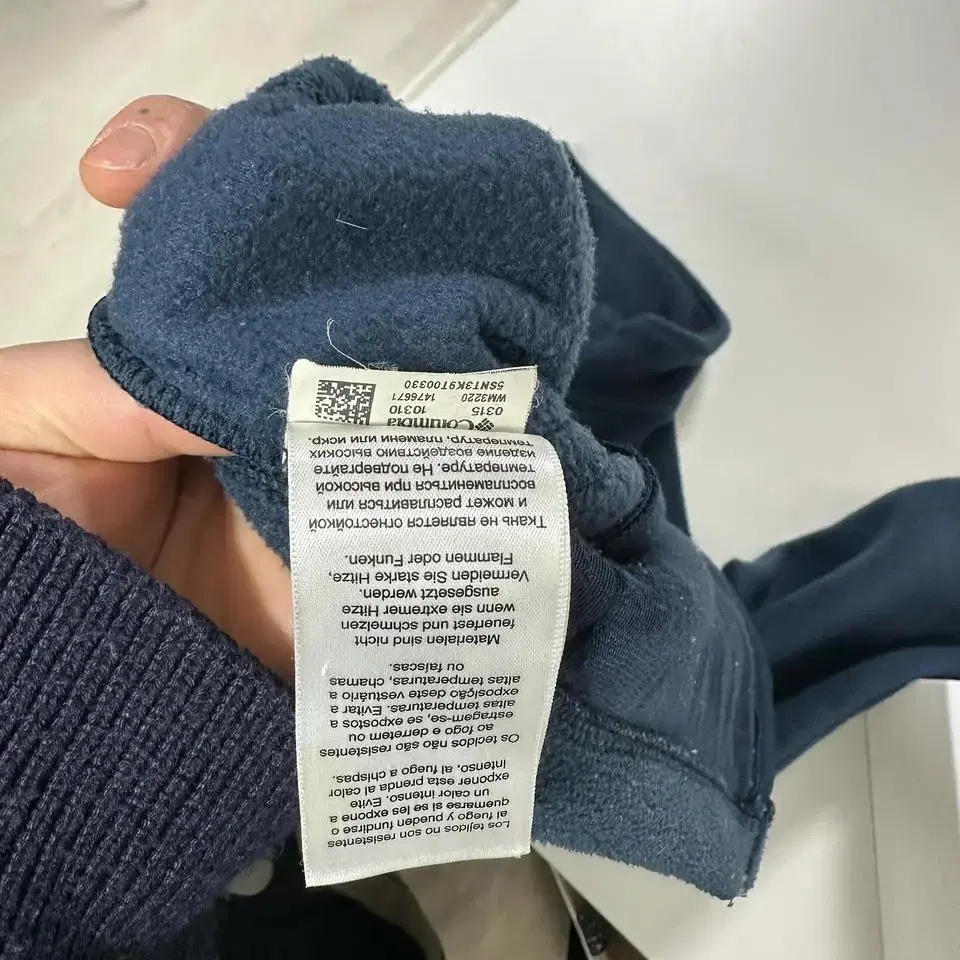 Los tejidos no son no resistentes
al fuego y pueden fundirse o
quemarse si se les expone a
un calor intenso. Evite
exponer esta prenda al calor
intenso, al fuego a chispas.
Os tecidos não são resistentes
ao fogo e derretem ou
estragem-se, se expostos a
altas temperaturas. Evitar a
exposição deste vestuário a
altas temperaturas, chamas
ou faíscas.
Materialen sind nicht
feuerfest und schmelzen
wenn sie extremer Hitze
ausgesetzt werden.
Vermeiden Sie starke Hitze,
Flammen oder Funken.
Ткань не является огнестойкой
и может расплавиться или
воспламениться при высокой
температуре. Не подвергайте
изделие воздействию высоких
температур, пламени или искр.
Columbia
0315 10310
WM3220 1476671
5SNT3K9T00330